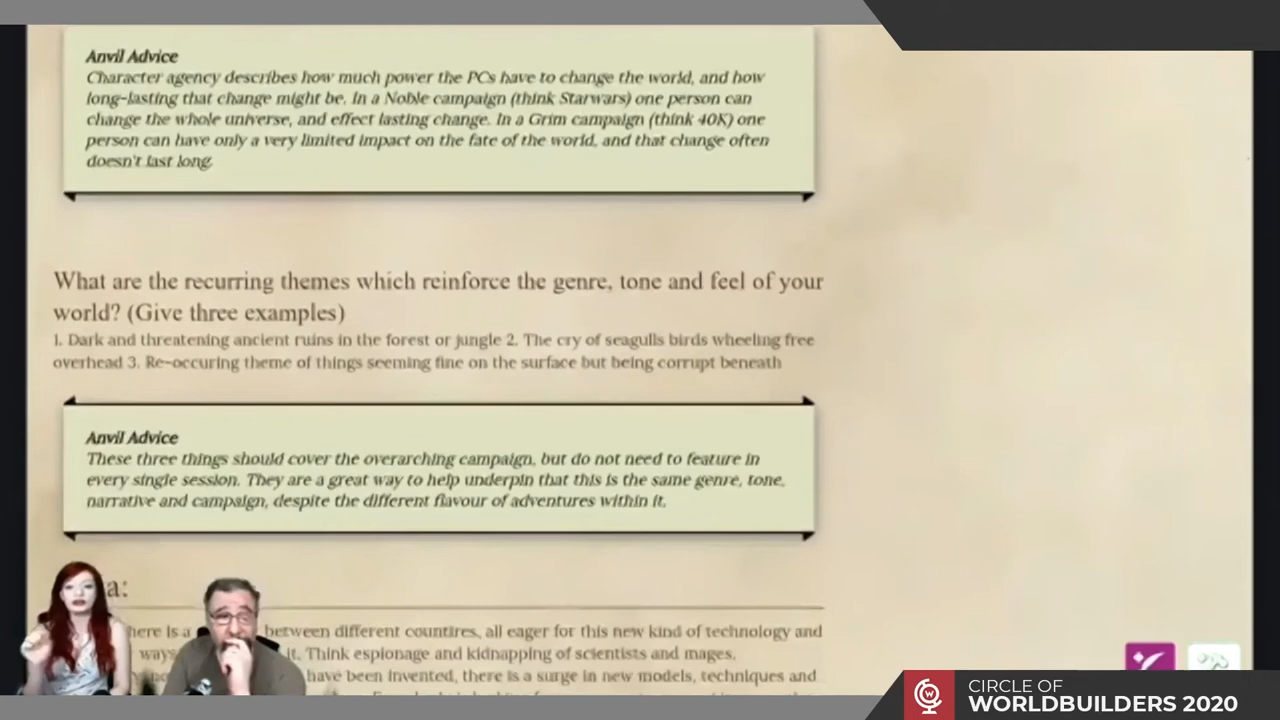 Anvil Advice
Character agency describes how much power the PCs have to change the world, and how
long-lasting that change might be. In a Noble campaign (think Starwars) one person can
change the whole universe, and effect lasting change. In a Grim campaign (think 40K) one
person can have only a very limited impact on the fate of the world, and that change often
doesn't last long.
What are the recurring themes which reinforce the genre, tone and feel of your
world? (Give three examples)
1. Dark and threatening ancient ruins in the forest or jungle 2. The cry of seagulls birds wheeling free
overhead 3. Re-occuring theme of things seeming fine on the surface but being corrupt beneath
Anvil Advice
These three things should cover the overarching campaign, but do not need to feature in
every single session. They are a great way to help underpin that this is the same genre, tone,
narrative and campaign, despite the different flavour of adventures within it.
a:
here is a between different countires, all eager for this new kind of technology and
ways it. Think espionage and kidnapping of scientists and mages.
have been invented, there is a surge in new models, techniques and
CIRCLE OF
WORLDBUILDERS 2020